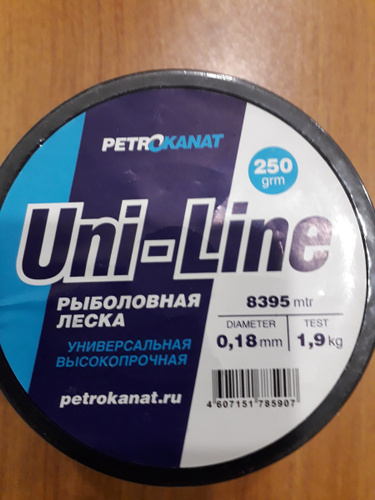 PETROKANAT
250
grm
Uni-Line
РЫБОЛОВНАЯ
ЛЕСКА
УНИВЕРСАЛЬНАЯ
ВЫСОКОПРОЧНАЯ
petrokanat.ru
8395 mtr
DIAMETER TEST
0,18 mm 1,9 kg
4 607151 785907